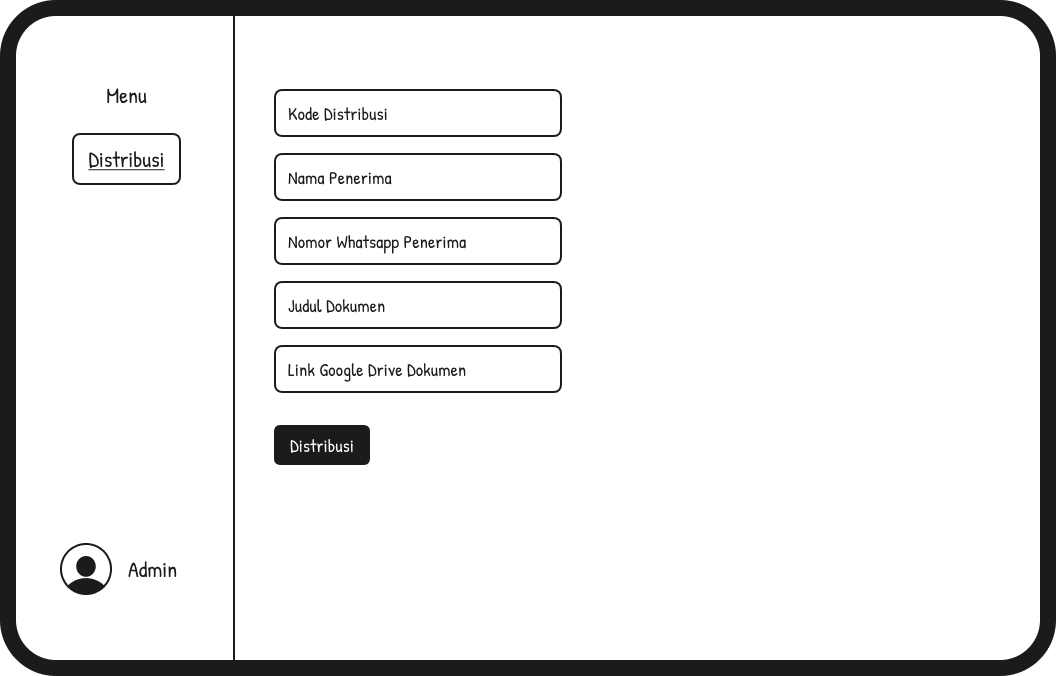 Menu
Distribusi
Kode Distribusi
Nama Penerima
Nomor Whatsapp Penerima
Judul Dokumen
Link Google Drive Dokumen
Distribusi
Admin